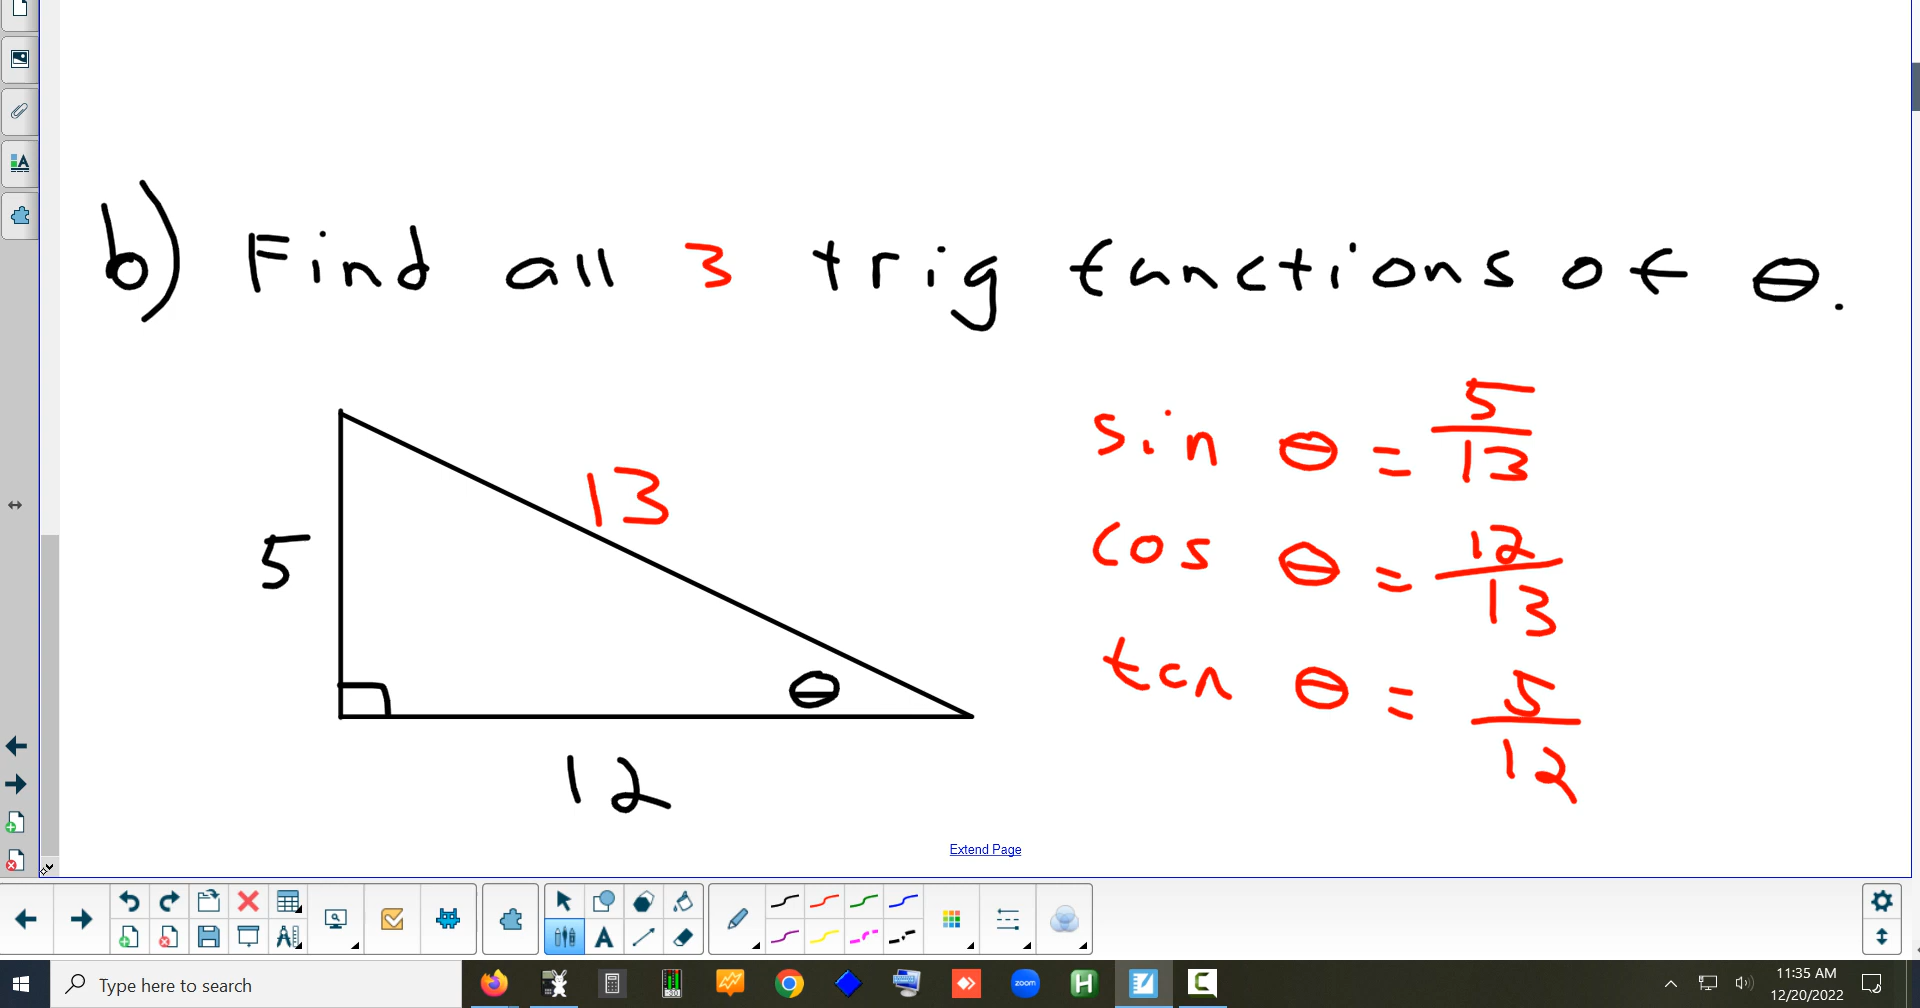 b) Find all 3 trig functions of θ.
5
13
θ
12
sin θ = 5/13
cos θ = 12/13
tan θ = 5/12
Extend Page
Type here to search
zoom
H
11:35 AM
12/20/2022